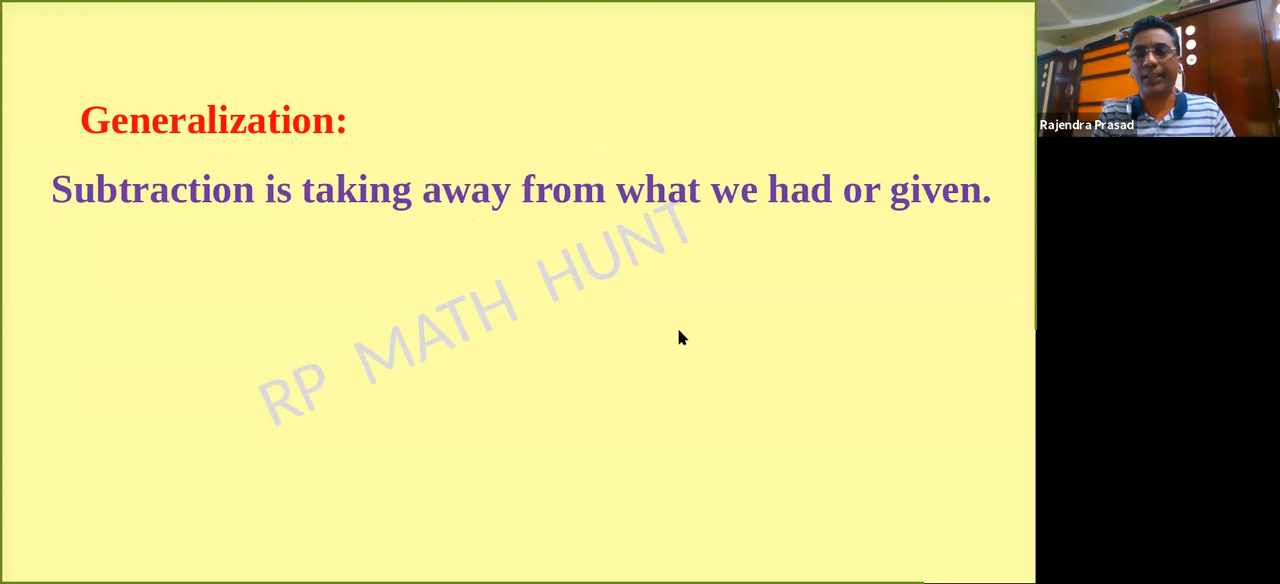 Generalization:
Subtraction is taking away from what we had or given.
RP MATH HUNT
Rajendra Prasad